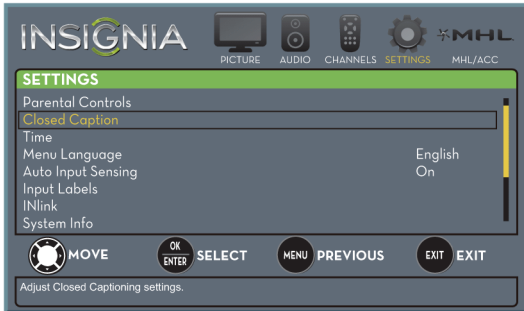 INSIGNIA
PICTURE AUDIO CHANNELS SETTINGS MHL MHL/ACC
SETTINGS
Parental Controls
Closed Caption
Time
Menu Language English
Auto Input Sensing On
Input Labels
INlink
System Info
MOVE OK ENTER SELECT MENU PREVIOUS EXIT EXIT
Adjust Closed Captioning settings.